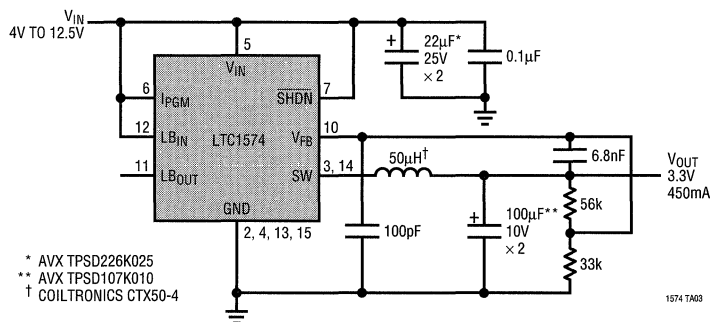 VIN
4V TO 12.5V
5
VIN
22µF*
25V
× 2
0.1µF
6
IPGM
SHDN
7
12
LBIN
LTC1574
VFB
10
11
LBOUT
SW
3, 14
50µH†
6.8nF
VOUT
3.3V
450mA
GND
2, 4, 13, 15
100pF
100µF**
10V
× 2
56k
33k
* AVX TPSD226K025
** AVX TPSD107K010
† COILTRONICS CTX50-4
1574 TA03